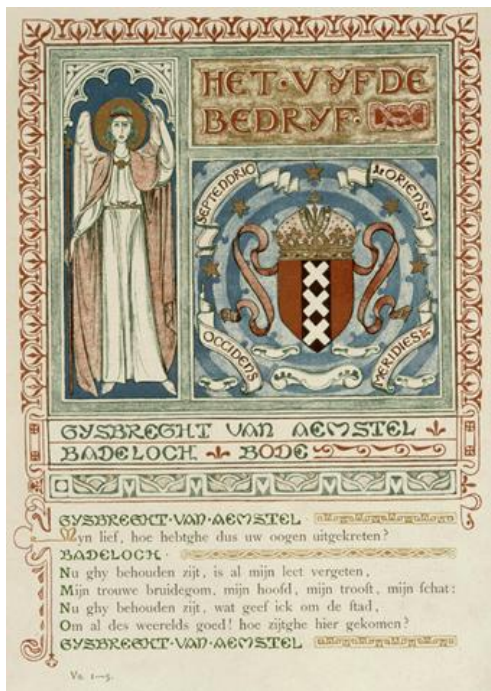 HET·VYFDE
BEDRYF·
SEPTENDRIO
ORIENS
OCCIDENS
MERIDIES
GYSBREGHT VAN AEMSTEL
BADELOCH BODE
GYSBREGHT·VAN·AEMSTEL
Myn lief, hoe hebtghe dus uw oogen uitgekreten?
BADELOCH·
Nu ghy behouden zijt, is al mijn leet vergeten,
Mijn trouwe bruidegom, mijn hoofd, mijn trooft, mijn fchat:
Nu ghy behouden zijt, wat geef ick om de ftad,
Om al des weerelds goed! hoe zijtghe hier gekomen?
GYSBREGHT·VAN·AEMSTEL
Vs. 1—5.